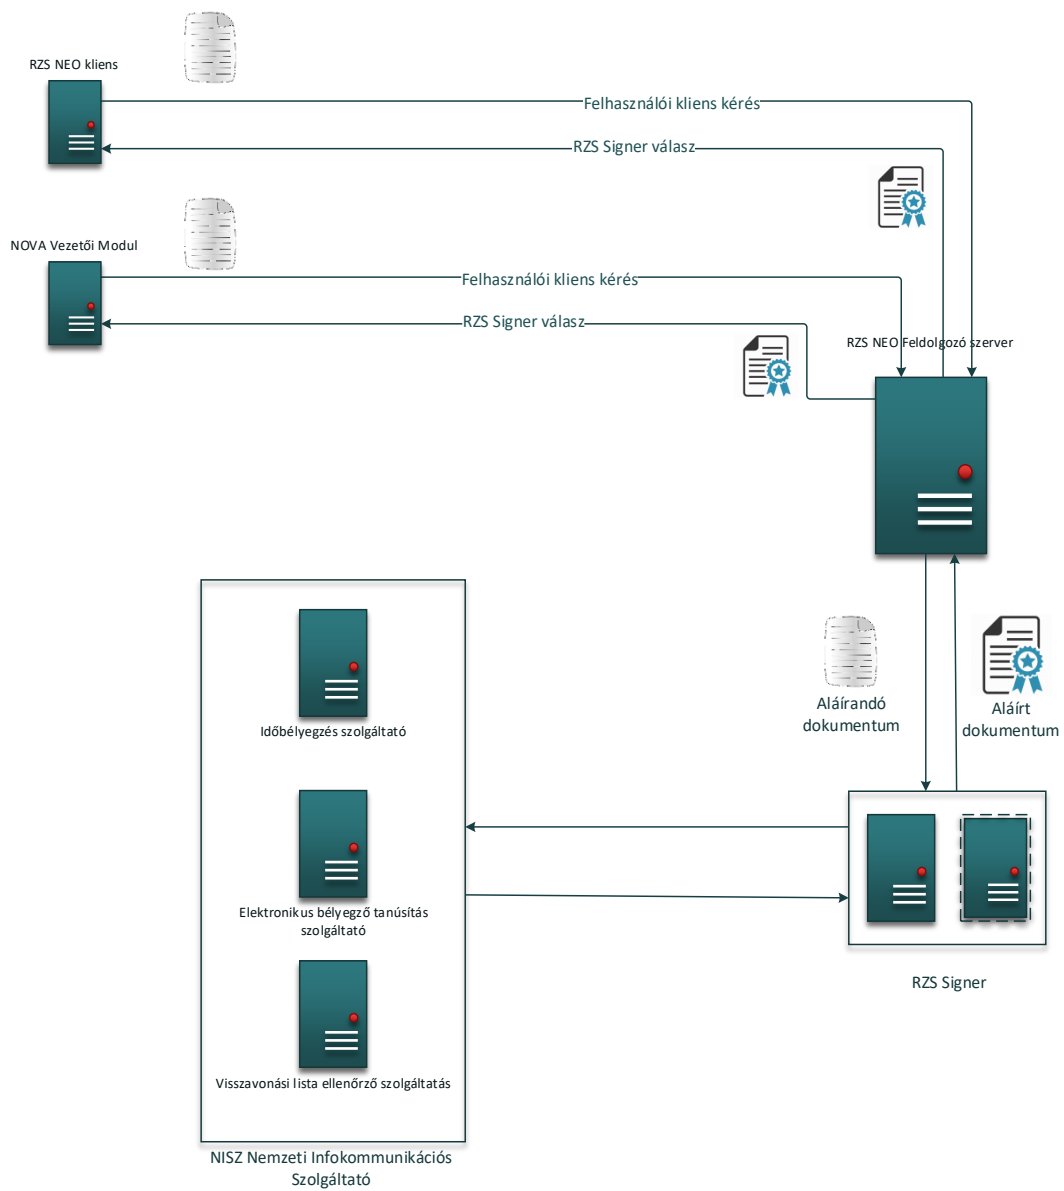 RZS NEO kliens
Felhasználói kliens kérés
RZS Signer válasz
NOVA Vezetői Modul
Felhasználói kliens kérés
RZS Signer válasz
RZS NEO Feldolgozó szerver
Aláírandó
dokumentum
Aláírt
dokumentum
Időbélyegzés szolgáltató
Elektronikus bélyegző tanúsítás
szolgáltató
Visszavonási lista ellenőrző szolgáltatás
RZS Signer
NISZ Nemzeti Infokommunikációs
Szolgáltató